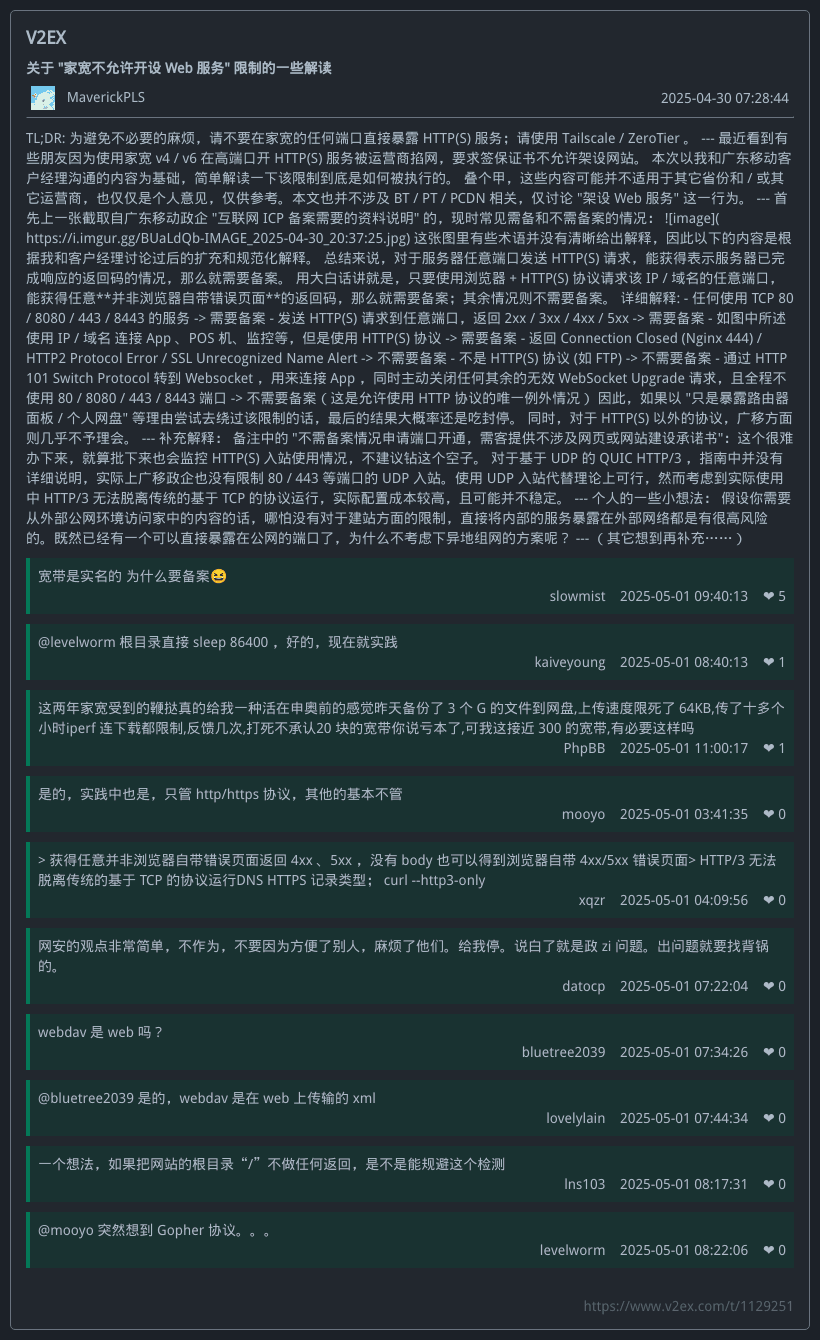 V2EX
关于 "家宽不允许开设 Web 服务" 限制的一些解读
MaverickPLS 2025-04-30 07:28:44
TL;DR: 为避免不必要的麻烦，请不要在家宽的任何端口直接暴露 HTTP(S) 服务；请使用 Tailscale / ZeroTier 。 --- 最近看到有
些朋友因为使用家宽 v4 / v6 在高端口开 HTTP(S) 服务被运营商掐网，要求签保证书不允许架设网站。 本次以我和广东移动客
户经理沟通的内容为基础，简单解读一下该限制到底是如何被执行的。 叠个甲，这些内容可能并不适用于其它省份和 / 或其
它运营商，也仅仅是个人意见，仅供参考。本文也并不涉及 BT / PT / PCDN 相关，仅讨论 "架设 Web 服务" 这一行为。 --- 首
先上一张截取自广东移动政企 "互联网 ICP 备案需要的资料说明" 的，现时常见需备和不需备案的情况： ![image](
https://i.imgur.gg/BUaLdQb-IMAGE_2025-04-30_20:37:25.jpg) 这张图里有些术语并没有清晰给出解释，因此以下的内容是根
据我和客户经理讨论过后的扩充和规范化解释。 总结来说，对于服务器任意端口发送 HTTP(S) 请求，能获得表示服务器已完
成响应的返回码的情况，那么就需要备案。 用大白话讲就是，只要使用浏览器 + HTTP(S) 协议请求该 IP / 域名的任意端口，
能获得任意**并非浏览器自带错误页面**的返回码，那么就需要备案；其余情况则不需要备案。 详细解释: - 任何使用 TCP 80
/ 8080 / 443 / 8443 的服务 -> 需要备案 - 发送 HTTP(S) 请求到任意端口，返回 2xx / 3xx / 4xx / 5xx -> 需要备案 - 如图中所述
使用 IP / 域名 连接 App 、POS 机、监控等，但是使用 HTTP(S) 协议 -> 需要备案 - 返回 Connection Closed (Nginx 444) /
HTTP2 Protocol Error / SSL Unrecognized Name Alert -> 不需要备案 - 不是 HTTP(S) 协议 (如 FTP) -> 不需要备案 - 通过 HTTP
101 Switch Protocol 转到 Websocket ，用来连接 App ，同时主动关闭任何其余的无效 WebSocket Upgrade 请求，且全程不
使用 80 / 8080 / 443 / 8443 端口 -> 不需要备案（ 这是允许使用 HTTP 协议的唯一例外情况 ） 因此，如果以 "只是暴露路由器
面板 / 个人网盘" 等理由尝试去绕过该限制的话，最后的结果大概率还是吃封停。 同时，对于 HTTP(S) 以外的协议，广移方面
则几乎不予理会。 --- 补充解释： 备注中的 "不需备案情况申请端口开通，需客提供不涉及网页或网站建设承诺书"：这个很难
办下来，就算批下来也会监控 HTTP(S) 入站使用情况，不建议钻这个空子。 对于基于 UDP 的 QUIC HTTP/3 ，指南中并没有
详细说明，实际上广移政企也没有限制 80 / 443 等端口的 UDP 入站。使用 UDP 入站代替理论上可行，然而考虑到实际使用
中 HTTP/3 无法脱离传统的基于 TCP 的协议运行，实际配置成本较高，且可能并不稳定。 --- 个人的一些小想法： 假设你需要
从外部公网环境访问家中的内容的话，哪怕没有对于建站方面的限制，直接将内部的服务暴露在外部网络都是有很高风险
的。既然已经有一个可以直接暴露在公网的端口了，为什么不考虑下异地组网的方案呢？ --- （ 其它想到再补充…… ）
宽带是实名的 为什么要备案😆
slowmist 2025-05-01 09:40:13 ❤ 5
@levelworm 根目录直接 sleep 86400 ，好的，现在就实践
kaiveyoung 2025-05-01 08:40:13 ❤ 1
这两年家宽受到的鞭挞真的给我一种活在申奥前的感觉昨天备份了 3 个 G 的文件到网盘,上传速度限死了 64KB,传了十多个
小时iperf 连下载都限制,反馈几次,打死不承认20 块的宽带你说亏本了,可我这接近 300 的宽带,有必要这样吗
PhpBB 2025-05-01 11:00:17 ❤ 1
是的，实践中也是，只管 http/https 协议，其他的基本不管
mooyo 2025-05-01 03:41:35 ❤ 0
> 获得任意并非浏览器自带错误页面返回 4xx 、5xx ，没有 body 也可以得到浏览器自带 4xx/5xx 错误页面> HTTP/3 无法
脱离传统的基于 TCP 的协议运行DNS HTTPS 记录类型； curl --http3-only
xqzr 2025-05-01 04:09:56 ❤ 0
网安的观点非常简单，不作为，不要因为方便了别人，麻烦了他们。给我停。说白了就是政 zi 问题。出问题就要找背锅
的。
datocp 2025-05-01 07:22:04 ❤ 0
webdav 是 web 吗？
bluetree2039 2025-05-01 07:34:26 ❤ 0
@bluetree2039 是的，webdav 是在 web 上传输的 xml
lovelylain 2025-05-01 07:44:34 ❤ 0
一个想法，如果把网站的根目录“/”不做任何返回，是不是能规避这个检测
lns103 2025-05-01 08:17:31 ❤ 0
@mooyo 突然想到 Gopher 协议。。。
levelworm 2025-05-01 08:22:06 ❤ 0
https://www.v2ex.com/t/1129251